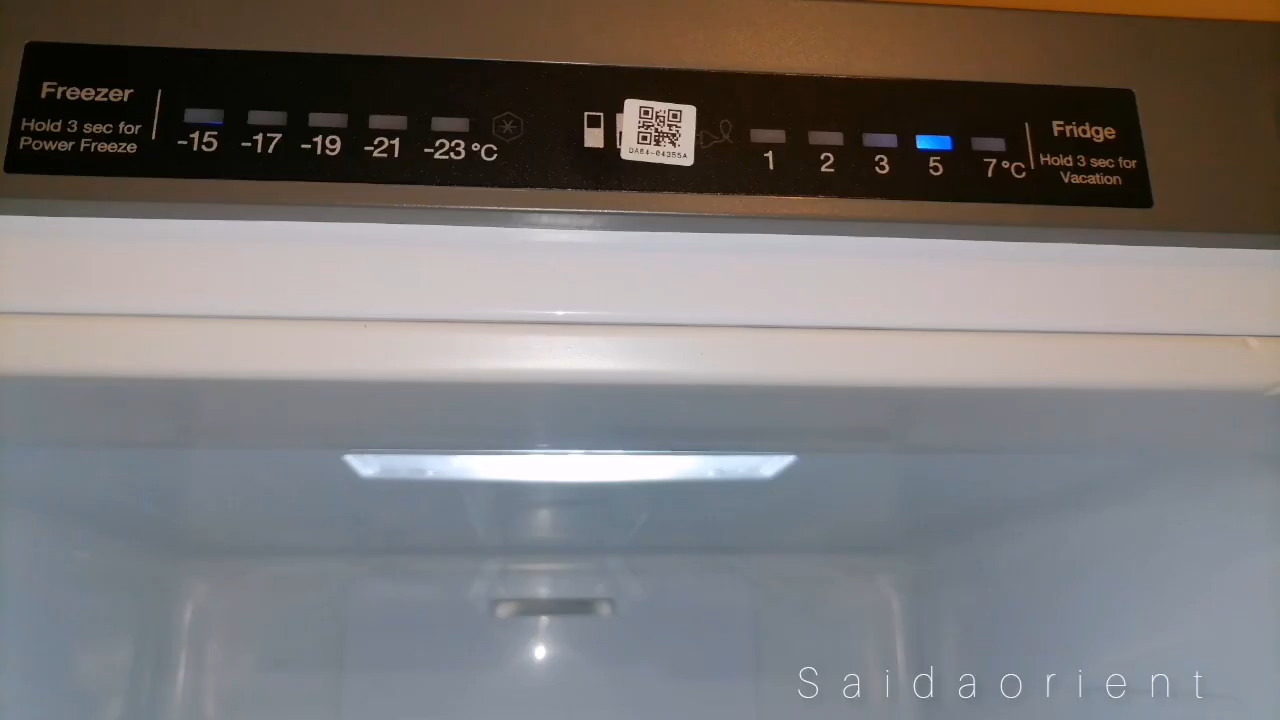 Freezer
Hold 3 sec for
Power Freeze
-15 -17 -19 -21 -23°C
DA64-04355A
1 2 3 5 7°C
Fridge
Hold 3 sec for
Vacation
Saidaorient